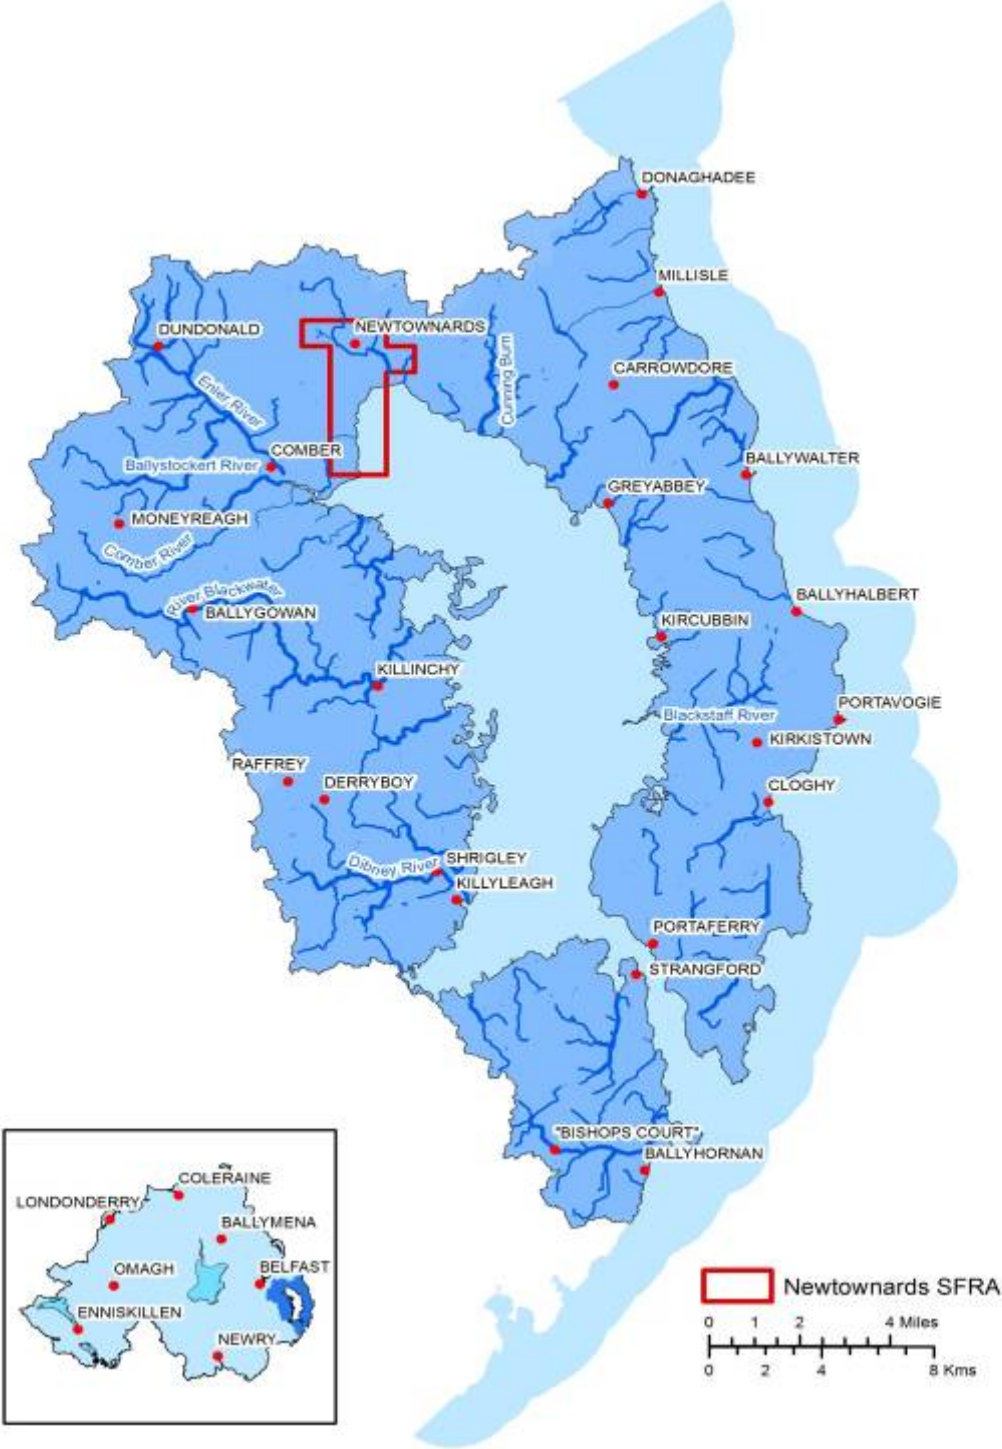 DONAGHADEE
MILLISLE
DUNDONALD
NEWTOWNARDS
Cunning Burn
CARROWDORE
Enler River
COMBER
Ballystockert River
BALLYWALTER
GREYABBEY
MONEYREAGH
Comber River
River Blackwater
BALLYGOWAN
BALLYHALBERT
KIRCUBBIN
KILLINCHY
PORTAVOGIE
Blackstaff River
KIRKISTOWN
RAFFREY
DERRYBOY
CLOGHY
Dibney River
SHRIGLEY
KILLYLEAGH
PORTAFERRY
STRANGFORD
"BISHOPS COURT"
BALLYHORNAN
COLERAINE
LONDONDERRY
BALLYMENA
OMAGH
BELFAST
ENNISKILLEN
NEWRY
Newtownards SFRA
0 1 2 4 Miles
0 2 4 8 Kms